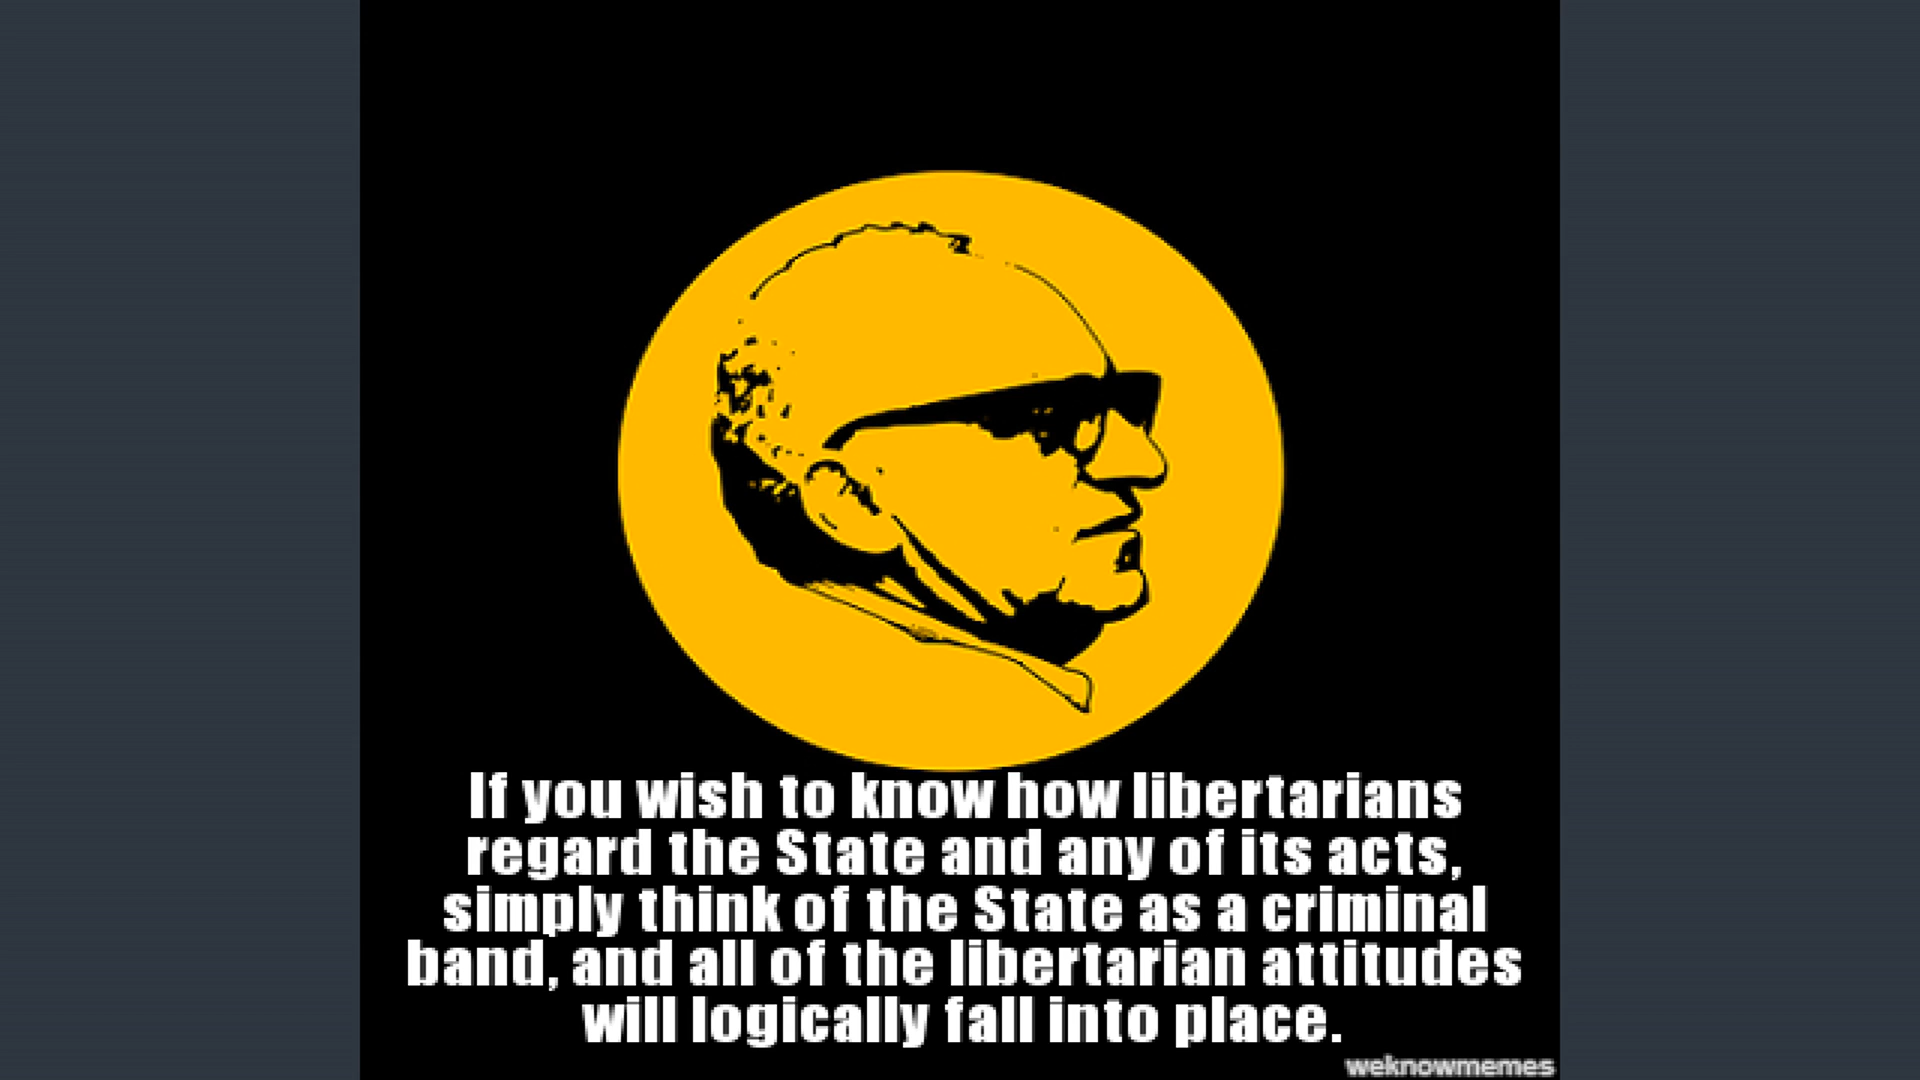 If you wish to know how libertarians
regard the State and any of its acts,
simply think of the State as a criminal
band, and all of the libertarian attitudes
will logically fall into place.
weknowmemes